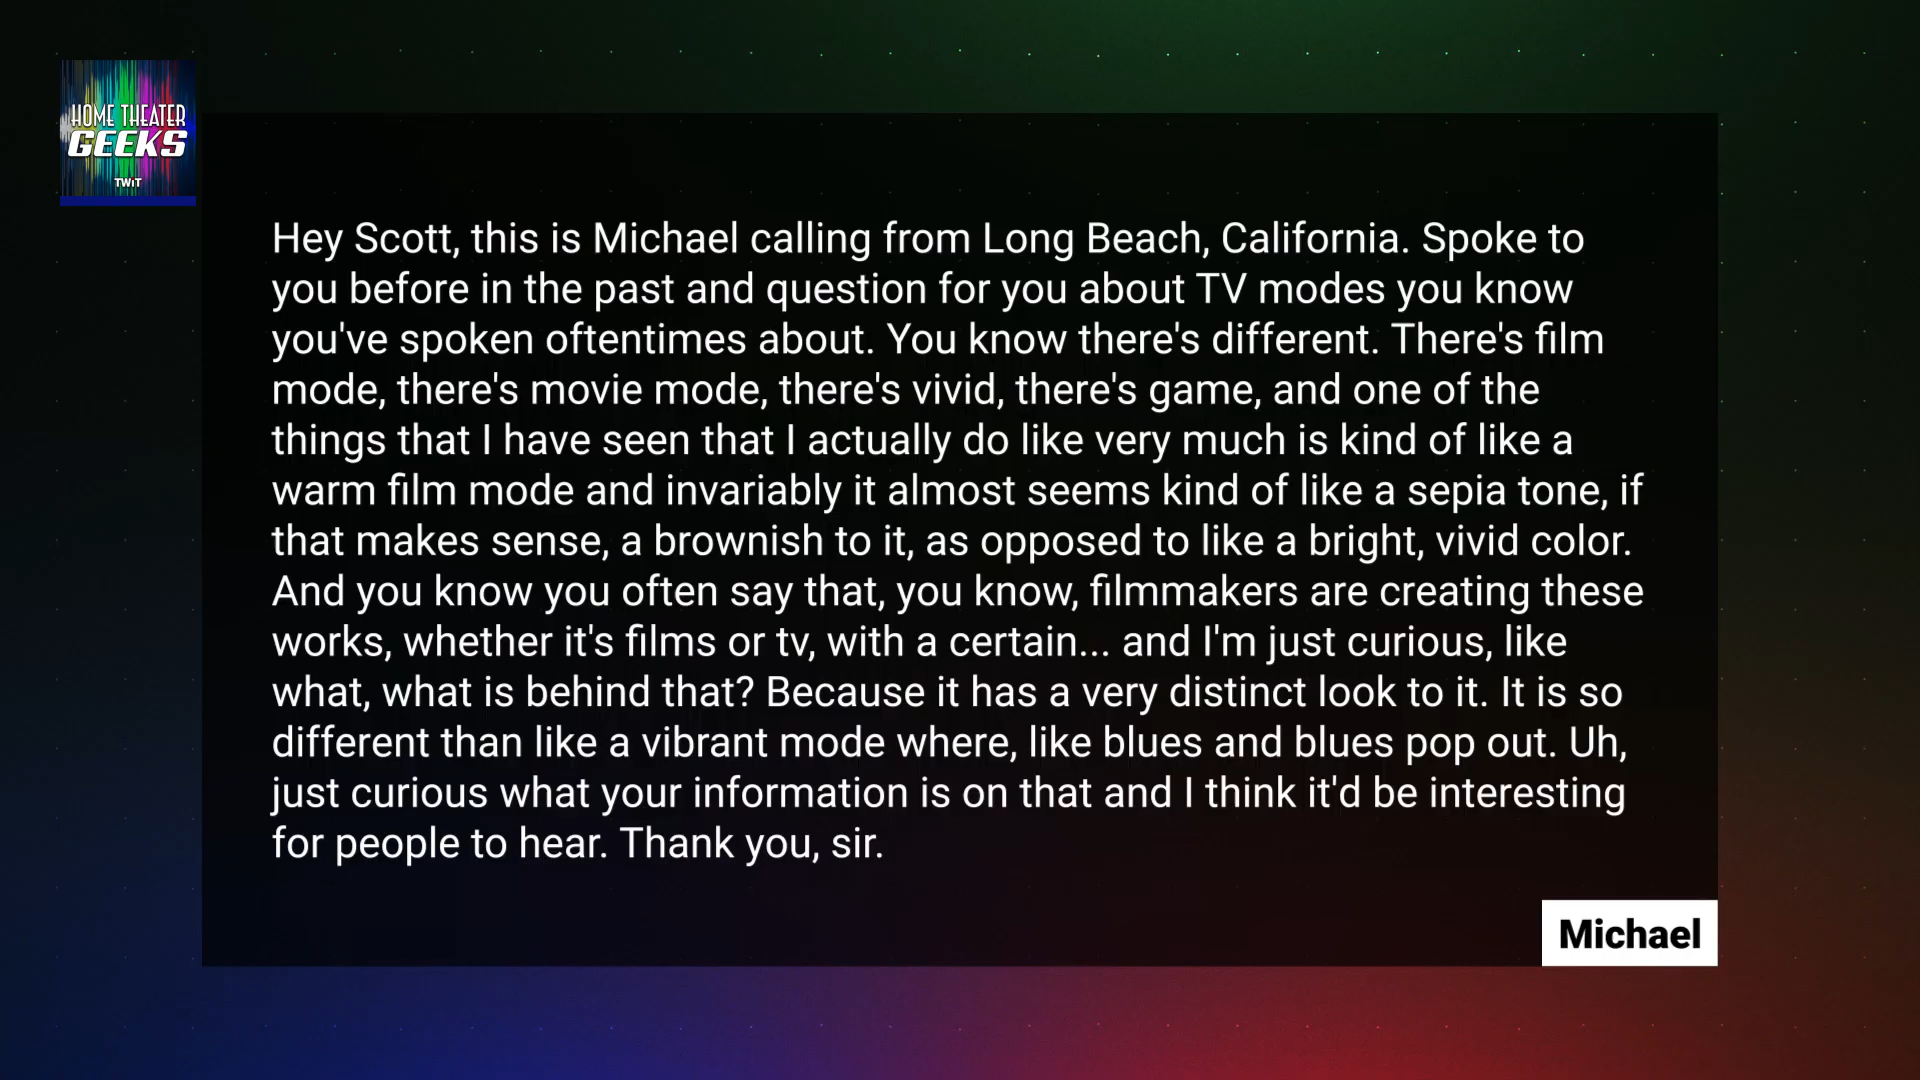 HOME THEATER
GEEKS
TWiT
Hey Scott, this is Michael calling from Long Beach, California. Spoke to
you before in the past and question for you about TV modes you know
you've spoken oftentimes about. You know there's different. There's film
mode, there's movie mode, there's vivid, there's game, and one of the
things that I have seen that I actually do like very much is kind of like a
warm film mode and invariably it almost seems kind of like a sepia tone, if
that makes sense, a brownish to it, as opposed to like a bright, vivid color.
And you know you often say that, you know, filmmakers are creating these
works, whether it's films or tv, with a certain... and I'm just curious, like
what, what is behind that? Because it has a very distinct look to it. It is so
different than like a vibrant mode where, like blues and blues pop out. Uh,
just curious what your information is on that and I think it'd be interesting
for people to hear. Thank you, sir.
Michael